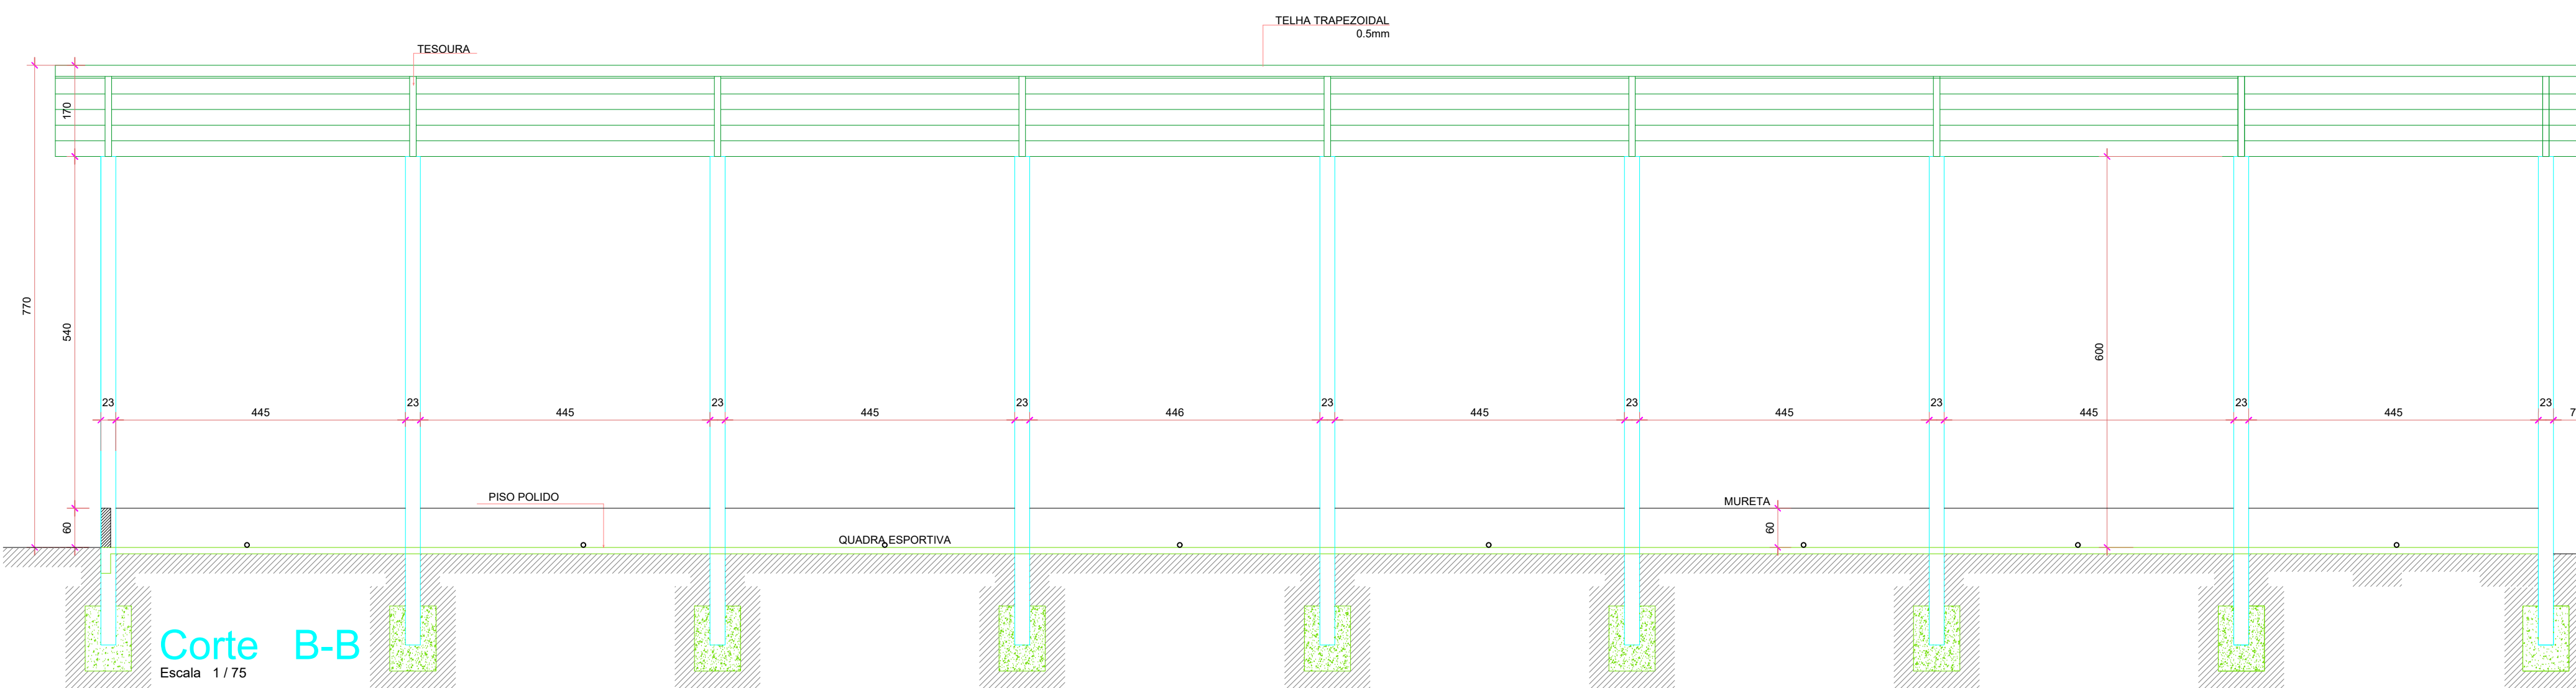 TELHA TRAPEZOIDAL
0.5mm
TESOURA
170
770
540
600
23 23 23 23 23 23 23 23 23
445 445 445 446 445 445 445 445 7
PISO POLIDO
MURETA
60
60
QUADRA ESPORTIVA
Corte B-B
Escala 1 / 75